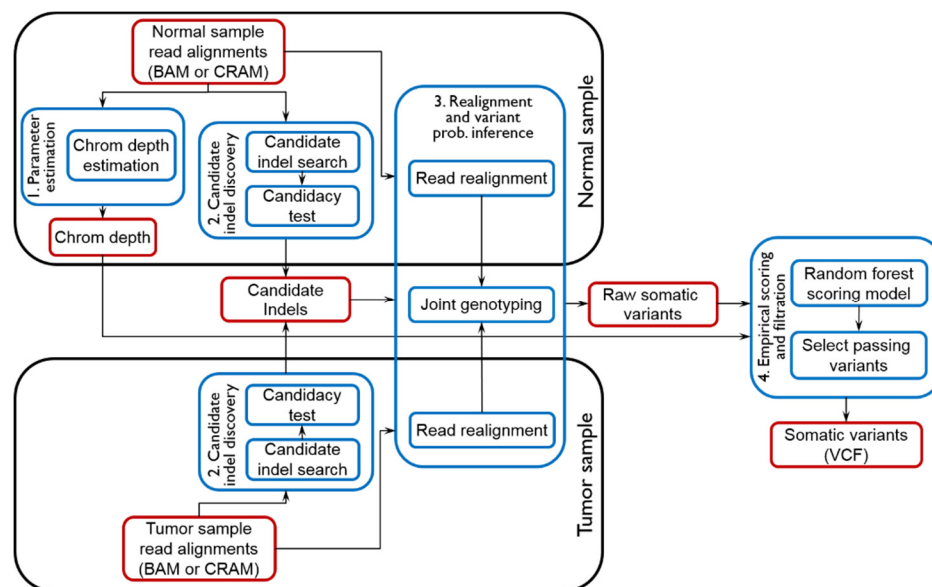 Normal sample
read alignments
(BAM or CRAM)
Normal sample
1. Parameter
estimation
Chrom depth
estimation
Chrom depth
2. Candidate
indel discovery
Candidate
indel search
Candidacy
test
3. Realignment
and variant
prob. inference
Read realignment
Candidate
Indels
Joint genotyping
Raw somatic
variants
4. Empirical scoring
and filtration
Random forest
scoring model
Select passing
variants
Somatic variants
(VCF)
Tumor sample
2. Candidate
indel discovery
Candidacy
test
Candidate
indel search
Read realignment
Tumor sample
read alignments
(BAM or CRAM)